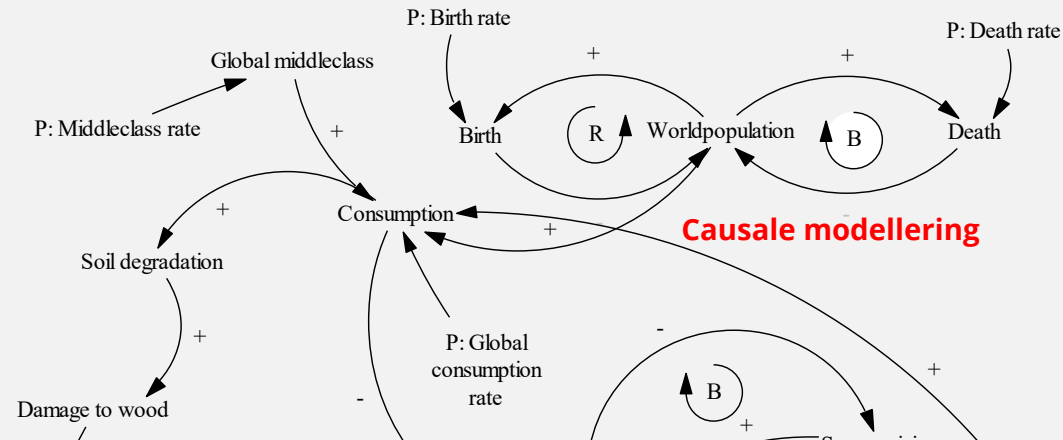 P: Birth rate
P: Death rate
+
+
Global middleclass
P: Middleclass rate
+
Birth
R
Worldpopulation
B
Death
Consumption
+
+
-
Causale modellering
Soil degradation
+
P: Global
consumption
rate
-
+
-
B
Damage to wood
+